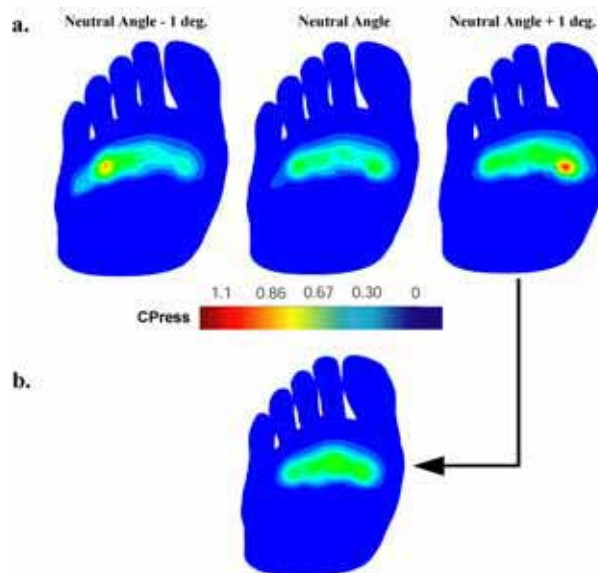 a.
Neutral Angle - 1 deg.
Neutral Angle
Neutral Angle + 1 deg.
1.1 0.86 0.67 0.30 0
CPress
b.